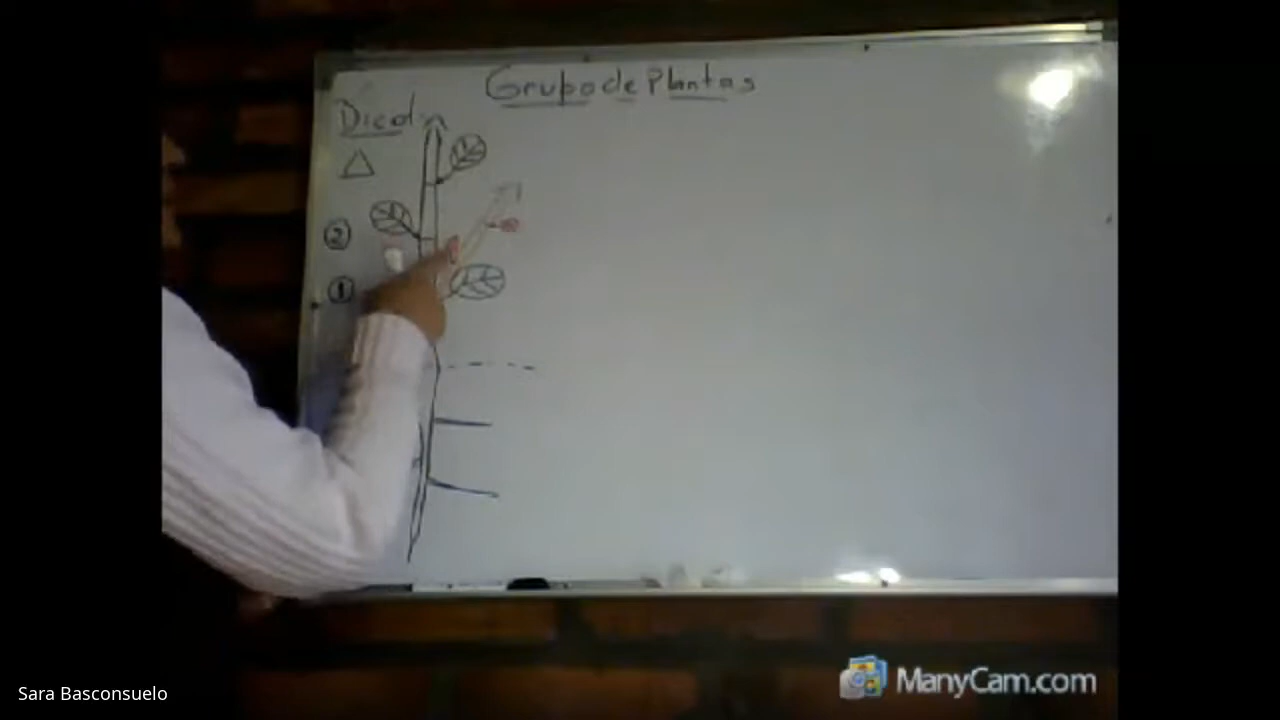 Grupo de Plantas
Dicot.
2
1
Sara Basconsuelo
ManyCam.com